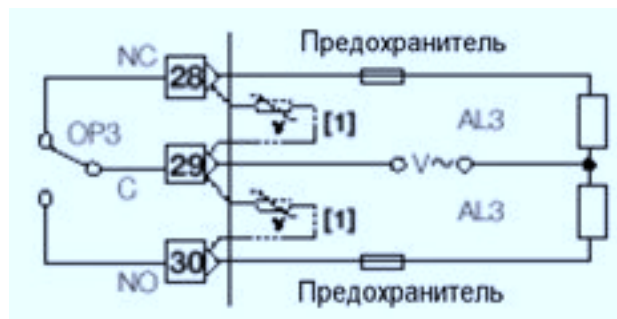 Предохранитель
NC
28
OP3
[1]
AL3
29
V~
C
AL3
[1]
30
NO
Предохранитель